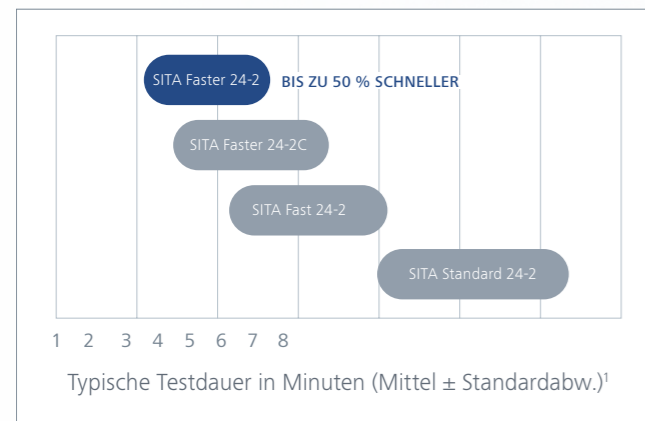 SITA Faster 24-2
BIS ZU 50 % SCHNELLER
SITA Faster 24-2C
SITA Fast 24-2
SITA Standard 24-2
1 2 3 4 5 6 7 8
Typische Testdauer in Minuten (Mittel ± Standardabw.)¹